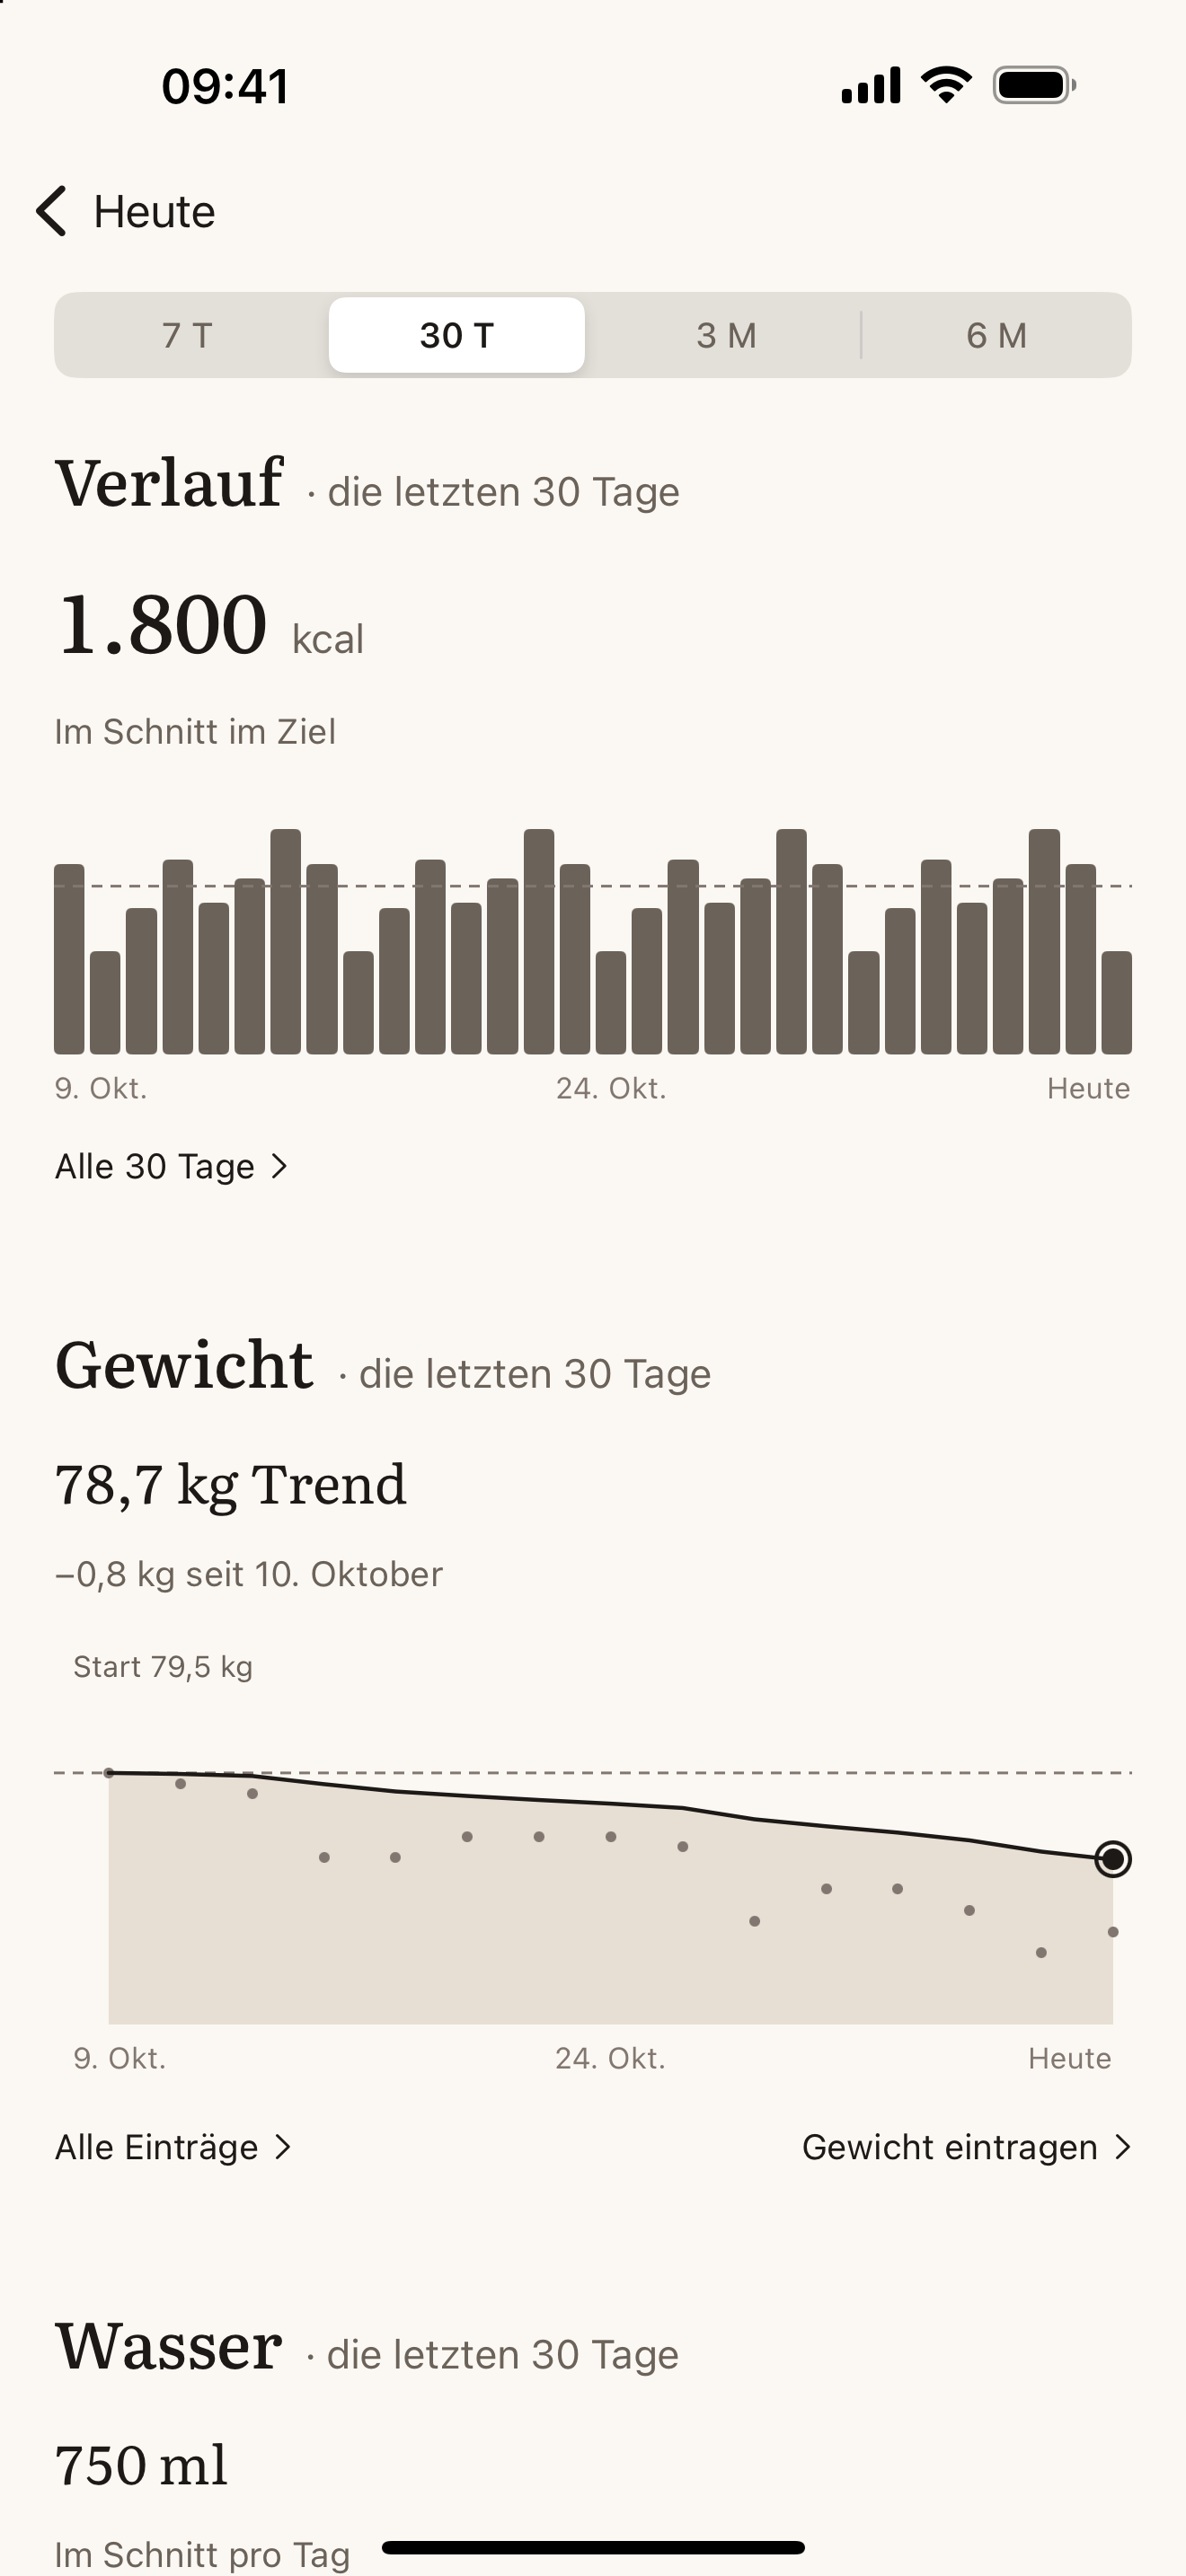 09:41
Heute
7 T 30 T 3 M 6 M
Verlauf · die letzten 30 Tage
1.800 kcal
Im Schnitt im Ziel
9. Okt. 24. Okt. Heute
Alle 30 Tage
Gewicht · die letzten 30 Tage
78,7 kg Trend
−0,8 kg seit 10. Oktober
Start 79,5 kg
9. Okt. 24. Okt. Heute
Alle Einträge Gewicht eintragen
Wasser · die letzten 30 Tage
750 ml
Im Schnitt pro Tag